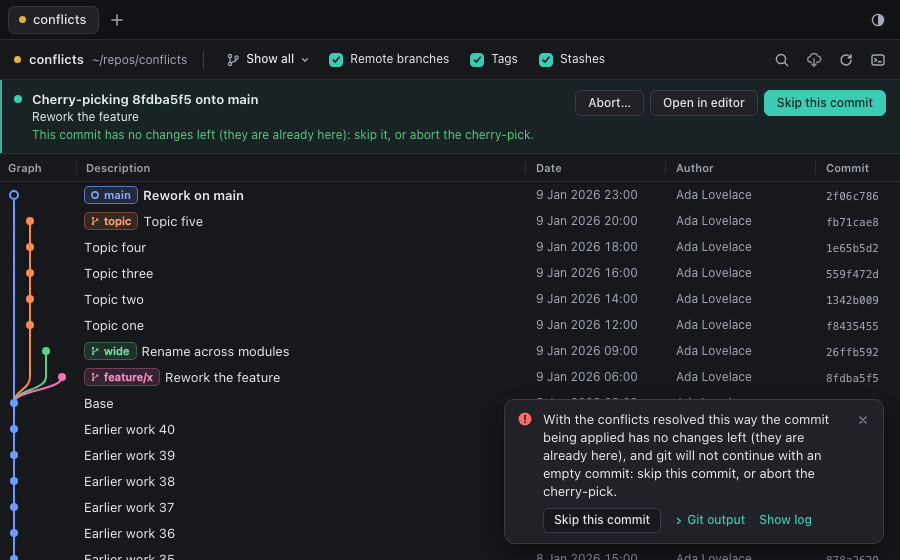 conflicts
conflicts ~/repos/conflicts Show all Remote branches Tags Stashes
Cherry-picking 8fdba5f5 onto main
Rework the feature
This commit has no changes left (they are already here): skip it, or abort the cherry-pick.
Abort... Open in editor Skip this commit
Graph Description Date Author Commit
main Rework on main 9 Jan 2026 23:00 Ada Lovelace 2f06c786
topic Topic five 9 Jan 2026 20:00 Ada Lovelace fb71cae8
Topic four 9 Jan 2026 18:00 Ada Lovelace 1e65b5d2
Topic three 9 Jan 2026 16:00 Ada Lovelace 559f472d
Topic two 9 Jan 2026 14:00 Ada Lovelace 1342b009
Topic one 9 Jan 2026 12:00 Ada Lovelace f8435455
wide Rename across modules 9 Jan 2026 09:00 Ada Lovelace 26ffb592
feature/x Rework the feature 9 Jan 2026 06:00 Ada Lovelace 8fdba5f5
Base
Earlier work 40
Earlier work 39
Earlier work 38
Earlier work 37
Earlier work 36
Earlier work 35
With the conflicts resolved this way the commit
being applied has no changes left (they are
already here), and git will not continue with an
empty commit: skip this commit, or abort the
cherry-pick.
Skip this commit Git output Show log